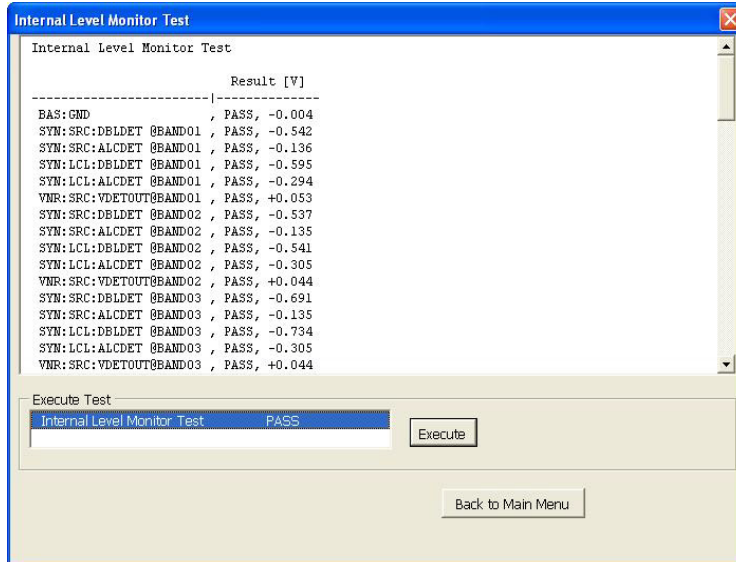 Internal Level Monitor Test
Internal Level Monitor Test
Result [V]
------------------------|--------------
BAS:GND , PASS, -0.004
SYN:SRC:DBLDET @BAND01 , PASS, -0.542
SYN:SRC:ALCDET @BAND01 , PASS, -0.136
SYN:LCL:DBLDET @BAND01 , PASS, -0.595
SYN:LCL:ALCDET @BAND01 , PASS, -0.294
VNR:SRC:VDETOUT@BAND01 , PASS, +0.053
SYN:SRC:DBLDET @BAND02 , PASS, -0.537
SYN:SRC:ALCDET @BAND02 , PASS, -0.135
SYN:LCL:DBLDET @BAND02 , PASS, -0.541
SYN:LCL:ALCDET @BAND02 , PASS, -0.305
VNR:SRC:VDETOUT@BAND02 , PASS, +0.044
SYN:SRC:DBLDET @BAND03 , PASS, -0.691
SYN:SRC:ALCDET @BAND03 , PASS, -0.135
SYN:LCL:DBLDET @BAND03 , PASS, -0.734
SYN:LCL:ALCDET @BAND03 , PASS, -0.305
VNR:SRC:VDETOUT@BAND03 , PASS, +0.044
Execute Test
Internal Level Monitor Test PASS
Execute
Back to Main Menu